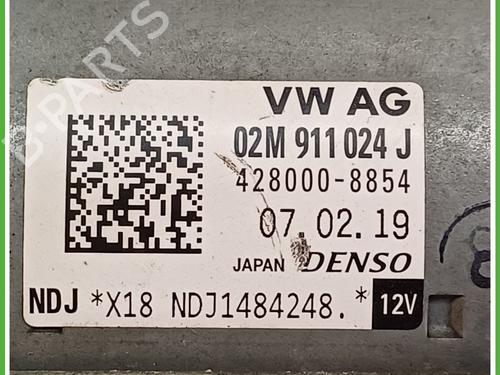 VW AG
02M 911 024 J
428000-8854
07.02.19
JAPAN DENSO
NDJ *X18 NDJ1484248.* 12V
B-PARTS